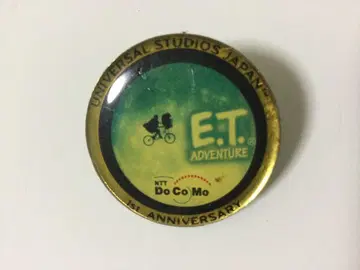 UNIVERSAL STUDIOS JAPAN
E.T.
ADVENTURE®
NTT
DoCoMo
1st ANNIVERSARY